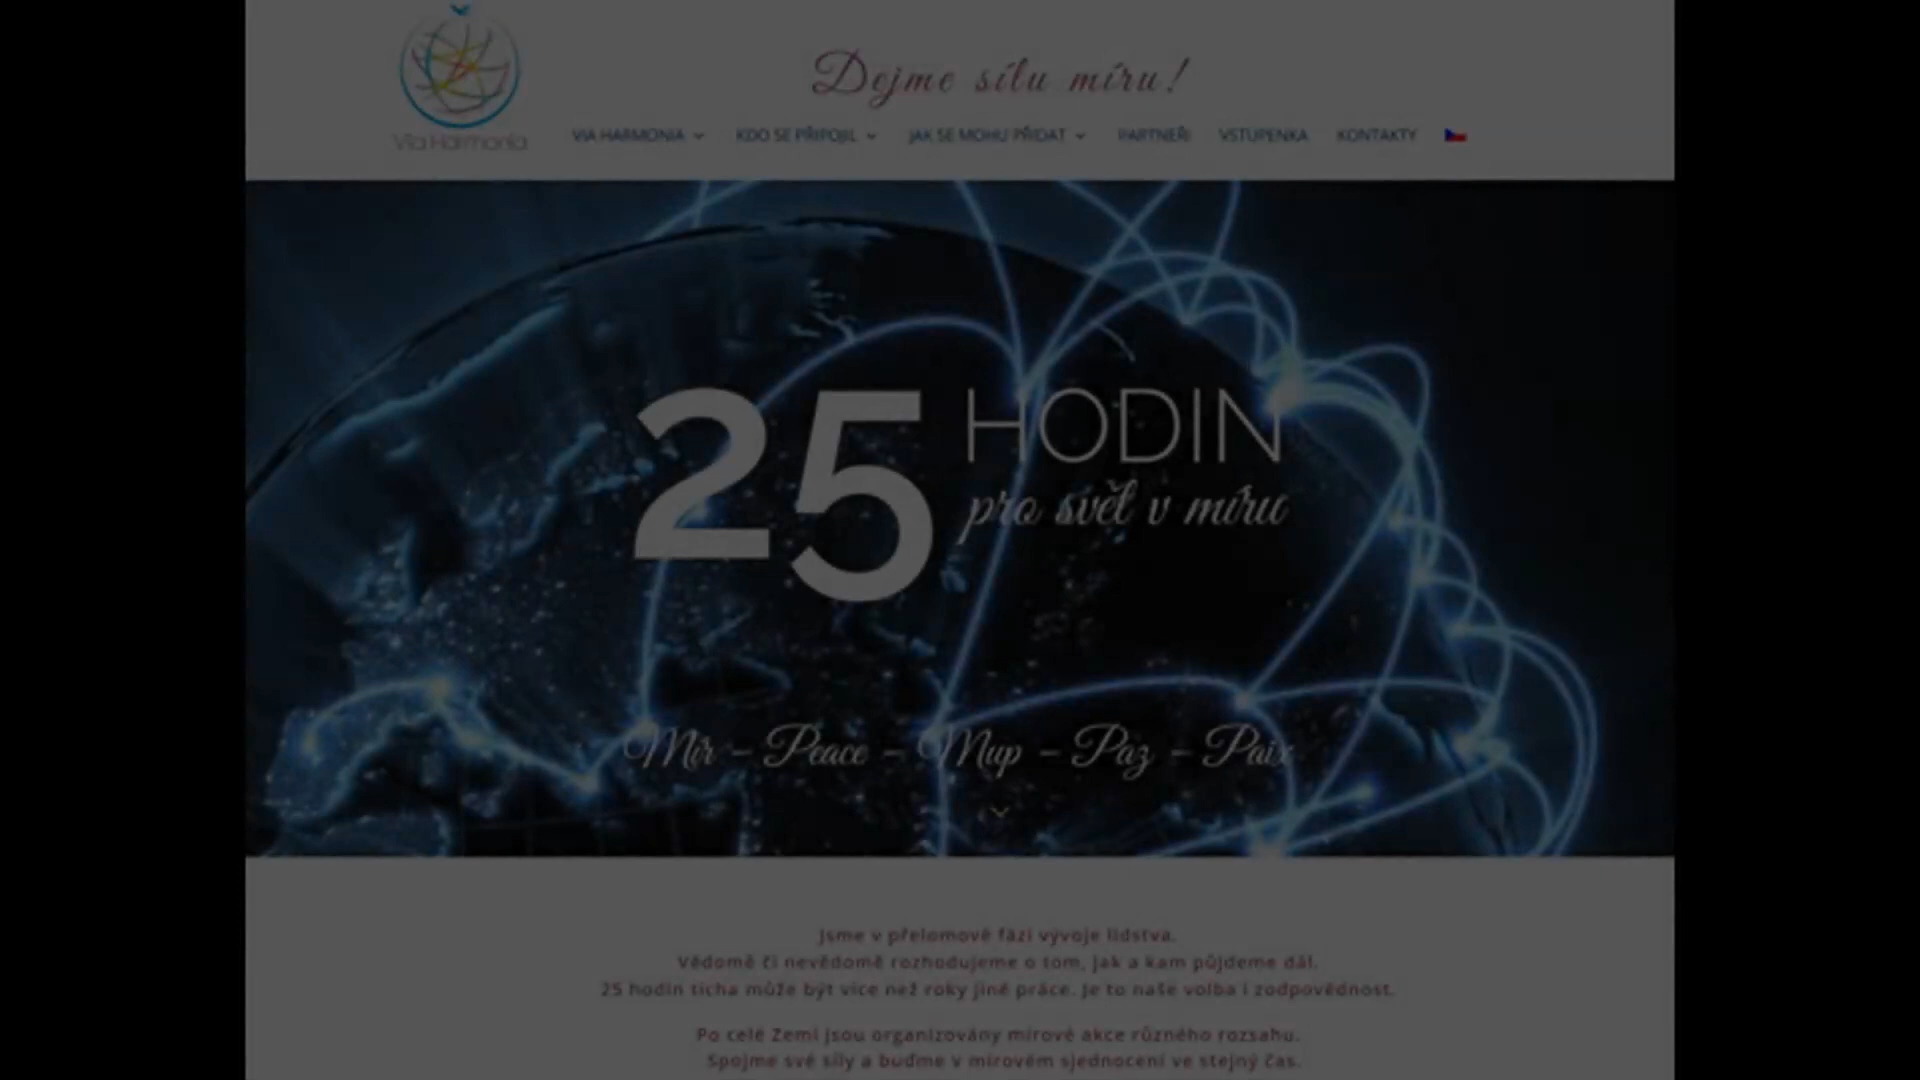 Dejme sílu míru!
Via Harmonia
VIA HARMONIA KDO SE PŘIPOJIL JAK SE MOHU PŘIDAT PARTNEŘI VSTUPENKA KONTAKTY
25 HODIN
pro svět v míru
Mír – Peace – Мир – Paz – Paix
Jsme v přelomové fázi vývoje lidstva.
Vědomě či nevědomě rozhodujeme o tom, jak a kam půjdeme dál.
25 hodin ticha může být více než roky jiné práce. Je to naše volba i zodpovědnost.
Po celé Zemi jsou organizovány mírové akce různého rozsahu.
Spojme své síly a buďme v mírovém sjednocení ve stejný čas.